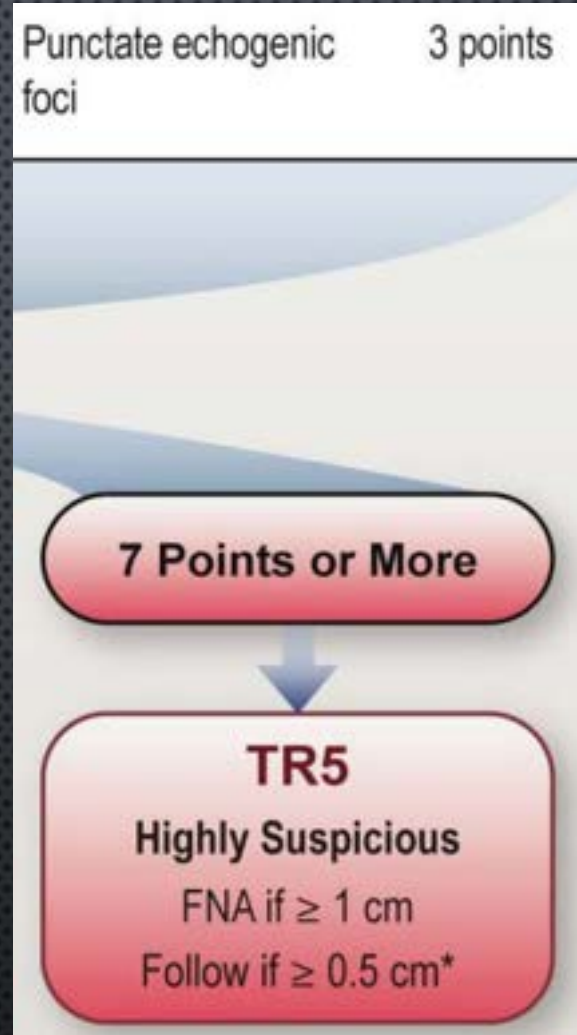 Punctate echogenic 3 points
foci
7 Points or More
TR5
Highly Suspicious
FNA if ≥ 1 cm
Follow if ≥ 0.5 cm*